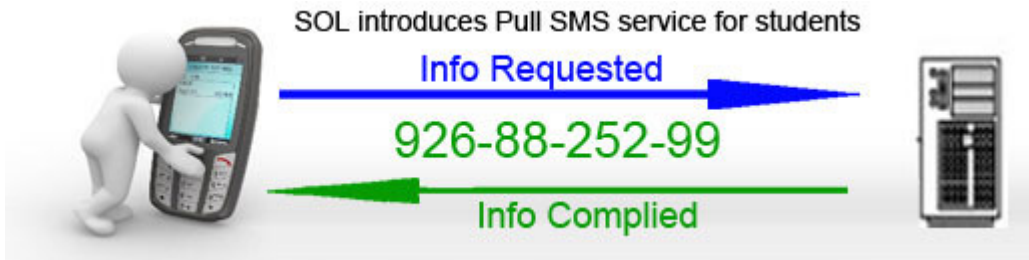 SOL introduces Pull SMS service for students
Info Requested
926-88-252-99
Info Complied